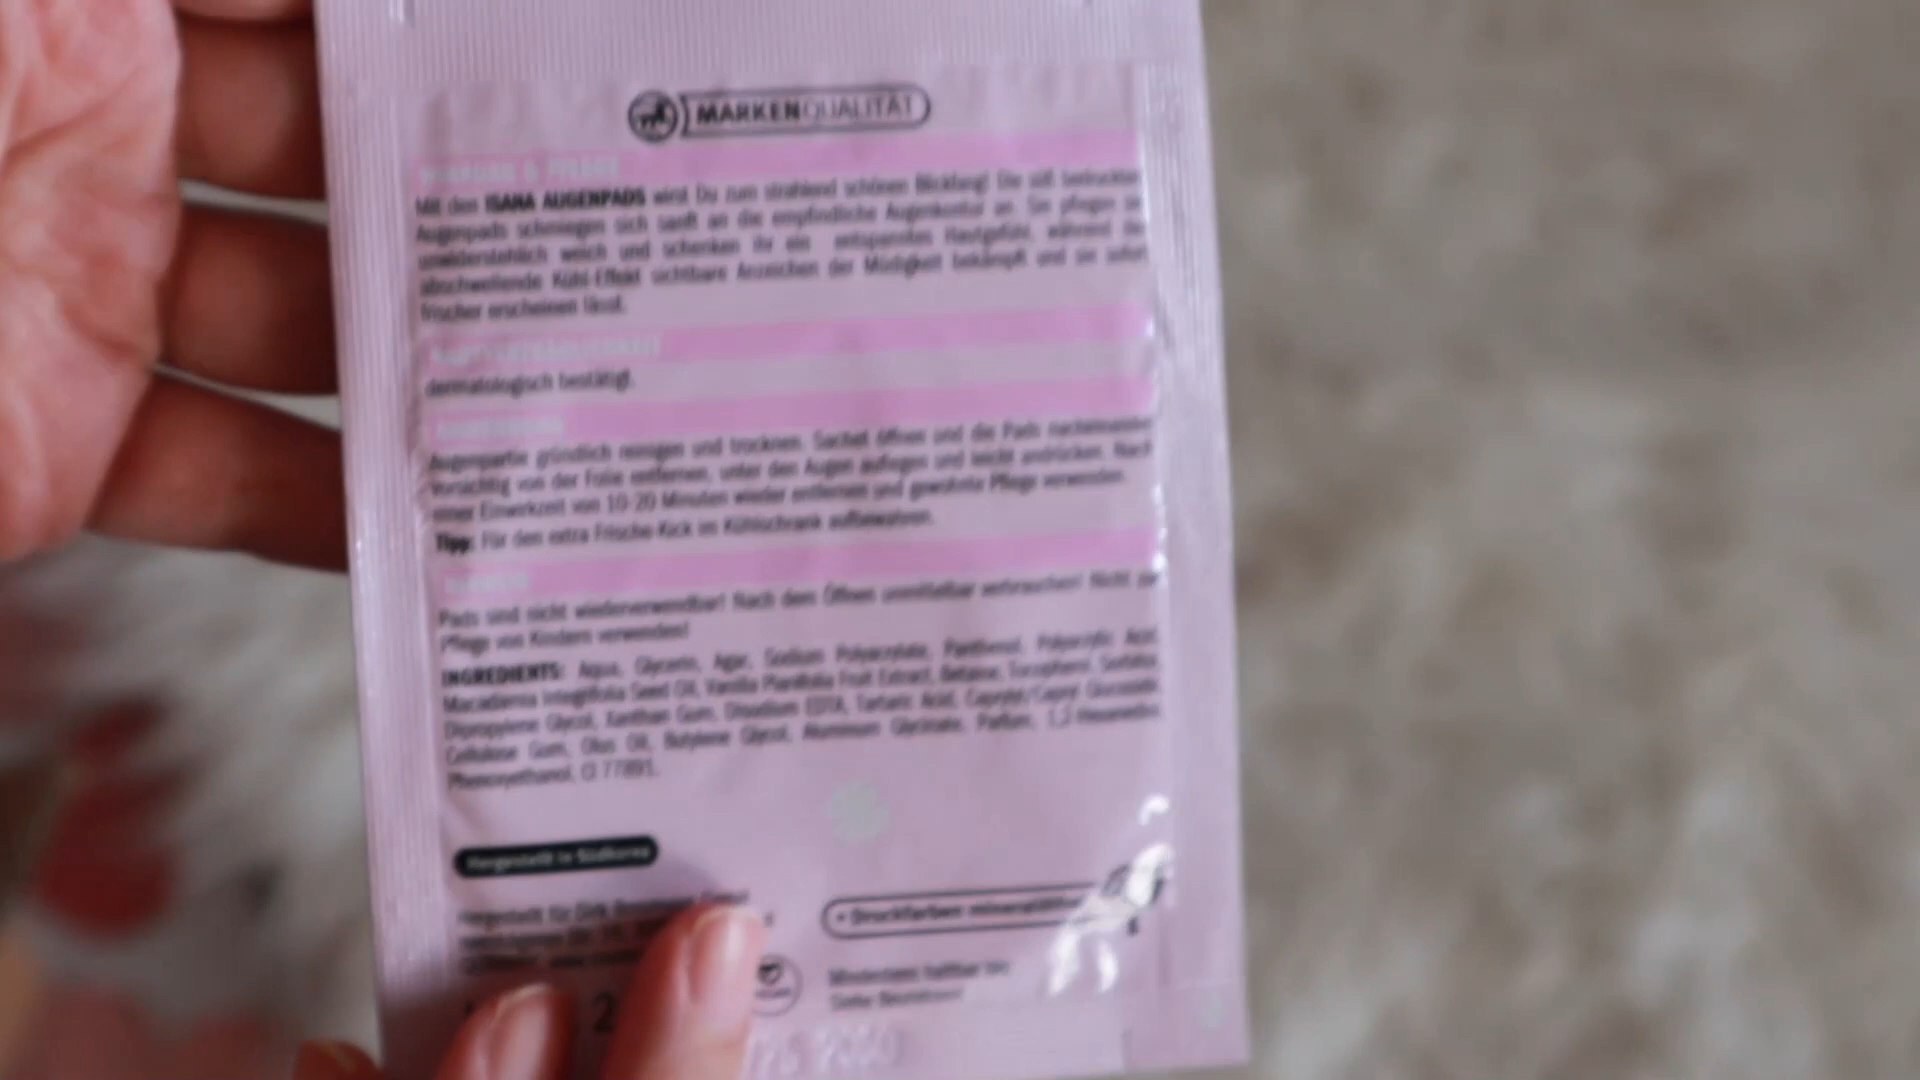 MARKENQUALITÄT
Mit den ISANA AUGENPADS wirst Du zum strahlend schönen Blickfang! Die süß bedruckten
Augenpads schmiegen sich sanft an die empfindliche Augenkontur an. Sie pflegen sie
unwiderstehlich weich und schenken ihr ein entspanntes Hautgefühl, während der
abschwellende Kühl-Effekt sichtbare Anzeichen der Müdigkeit bekämpft und sie sofort
frischer erscheinen lässt.
dermatologisch bestätigt.
Augenpartie gründlich reinigen und trocknen. Sachet öffnen und die Pads nacheinander
vorsichtig von der Folie entfernen, unter den Augen auflegen und leicht andrücken. Nach
einer Einwirkzeit von 10-20 Minuten wieder entfernen und gewohnte Pflege verwenden.
Tipp: Für den extra Frische-Kick im Kühlschrank aufbewahren.
Pads sind nicht wiederverwendbar! Nach dem Öffnen unmittelbar verbrauchen! Nicht zur
Pflege von Kindern verwenden!
INGREDIENTS: Aqua, Glycerin, Agar, Sodium Polyacrylate, Panthenol, Polyacrylic Acid,
Macadamia Integrifolia Seed Oil, Vanilla Planifolia Fruit Extract, Betaine, Tocopherol, Sorbitol,
Dipropylene Glycol, Xanthan Gum, Disodium EDTA, Tartaric Acid, Caprylyl/Capryl Glucoside,
Cellulose Gum, Olus Oil, Butylene Glycol, Aluminum Glycinate, Parfum, 1,2-Hexanediol,
Phenoxyethanol, CI 77891.
Hergestellt in Südkorea
Hergestellt für Dirk
• Druckfarben
Mindestens haltbar bis:
Siehe
2